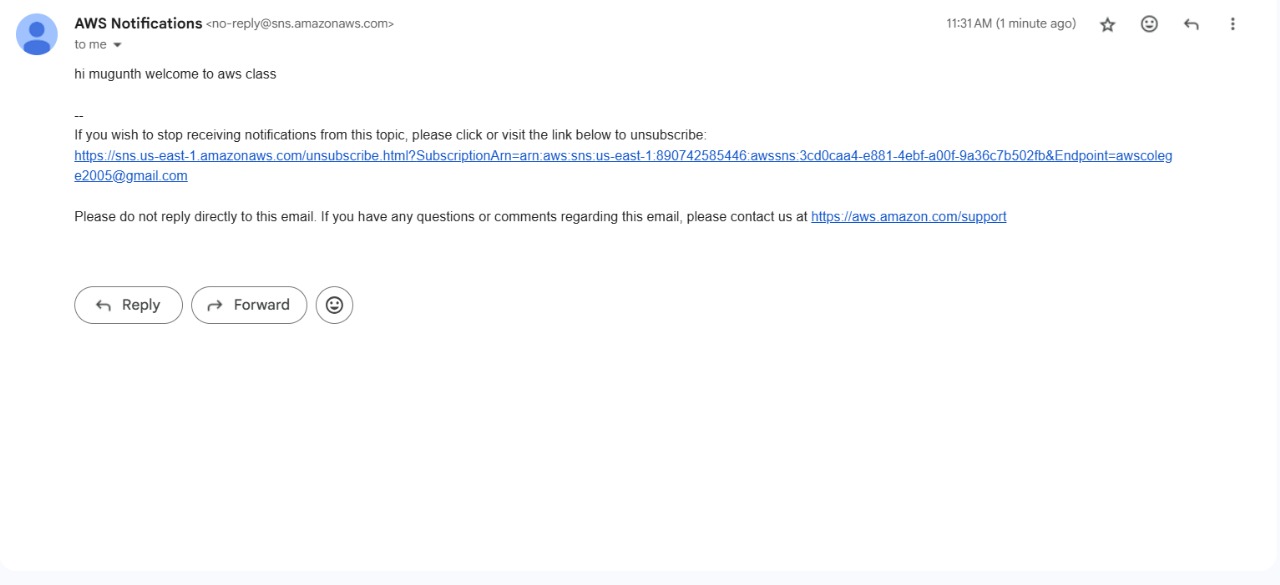 AWS Notifications <no-reply@sns.amazonaws.com> 11:31 AM (1 minute ago)
to me
hi mugunth welcome to aws class
--
If you wish to stop receiving notifications from this topic, please click or visit the link below to unsubscribe:
https://sns.us-east-1.amazonaws.com/unsubscribe.html?SubscriptionArn=arn:aws:sns:us-east-1:890742585446:awssns:3cd0caa4-e881-4ebf-a00f-9a36c7b502fb&Endpoint=awscoleg
e2005@gmail.com
Please do not reply directly to this email. If you have any questions or comments regarding this email, please contact us at https://aws.amazon.com/support
Reply Forward